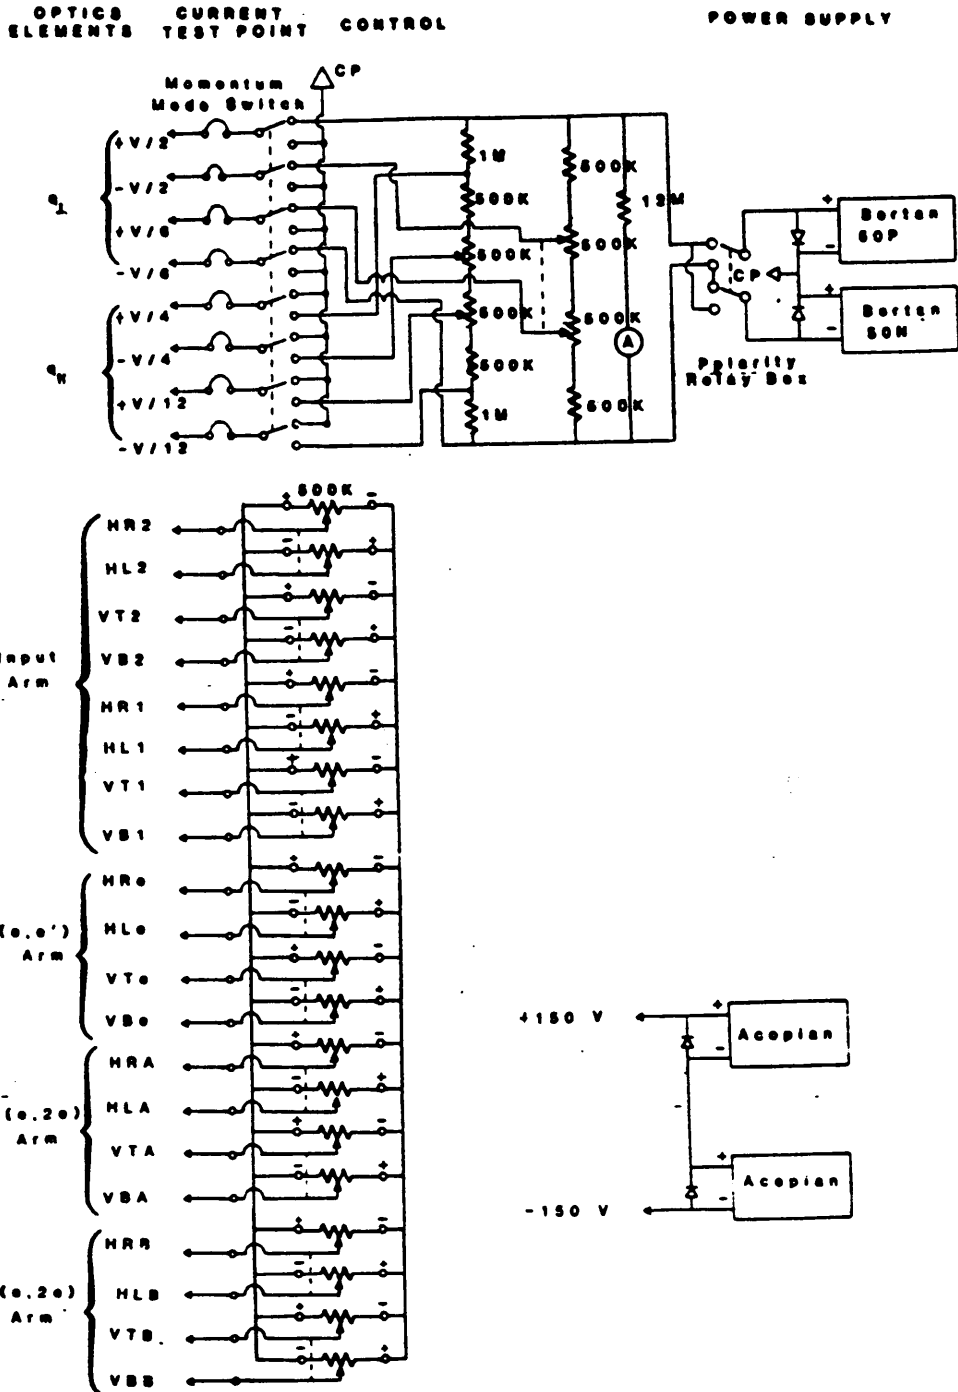 OPTICS ELEMENTS
CURRENT TEST POINT
CONTROL
POWER SUPPLY
Momentum Mode Switch
CP
+V/2
-V/2
+V/6
-V/6
q⊥
+V/4
-V/4
+V/12
-V/12
q∥
1M
500K
500K
500K
500K
1M
500K
500K
500K
500K
12M
A
CP
Polarity Relay Box
+
-
Bertan 50P
+
-
Bertan 50N
500K
+ -
HR2
- +
HL2
+ -
VT2
- +
VB2
+ -
HR1
- +
HL1
+ -
VT1
- +
VB1
Input Arm
+ -
HRe
- +
HLe
+ -
VTe
- +
VBe
(e,e') Arm
+ -
HRA
- +
HLA
+ -
VTA
- +
VBA
(e,2e) Arm
+ -
HRR
- +
HLB
+ -
VTB
- +
VBB
(e,2e) Arm
+150 V
+
-
Acopian
-150 V
+
-
Acopian